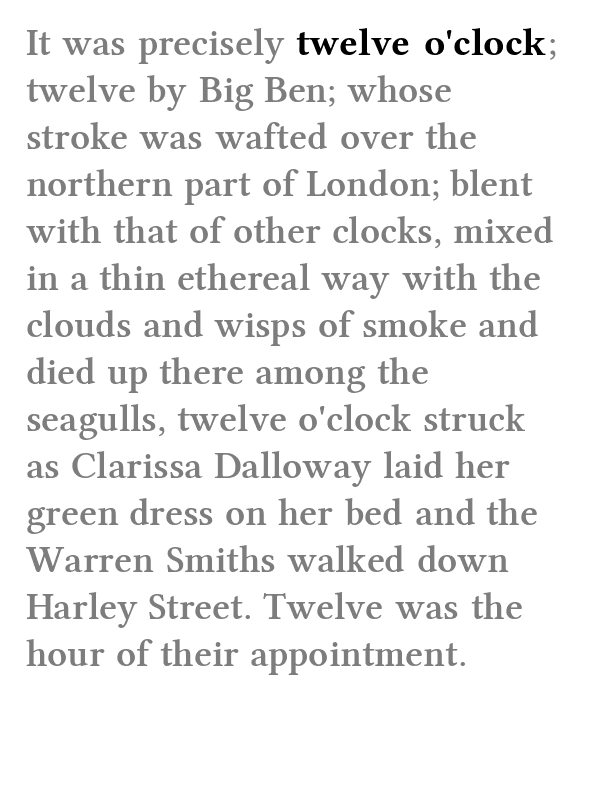 It was precisely twelve o'clock;
twelve by Big Ben; whose
stroke was wafted over the
northern part of London; blent
with that of other clocks, mixed
in a thin ethereal way with the
clouds and wisps of smoke and
died up there among the
seagulls, twelve o'clock struck
as Clarissa Dalloway laid her
green dress on her bed and the
Warren Smiths walked down
Harley Street. Twelve was the
hour of their appointment.